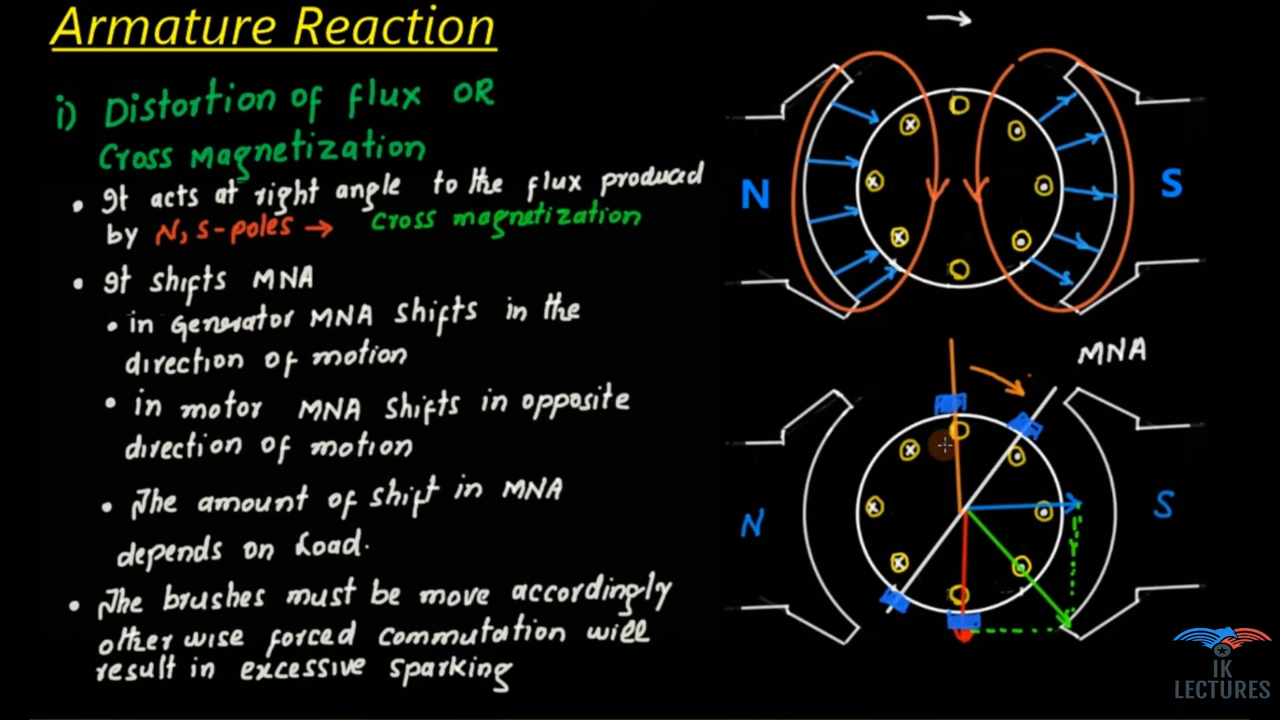 Armature Reaction
i) Distortion of flux OR
Cross Magnetization
• It acts at right angle to the flux produced
by N, S-poles → Cross magnetization
• It shifts MNA
• in Generator MNA shifts in the
direction of motion
• in motor MNA shifts in opposite
direction of motion
• The amount of shift in MNA
depends on Load.
• The brushes must be move accordingly
otherwise forced commutation will
result in excessive sparking
N
S
MNA
N
S
IK
LECTURES